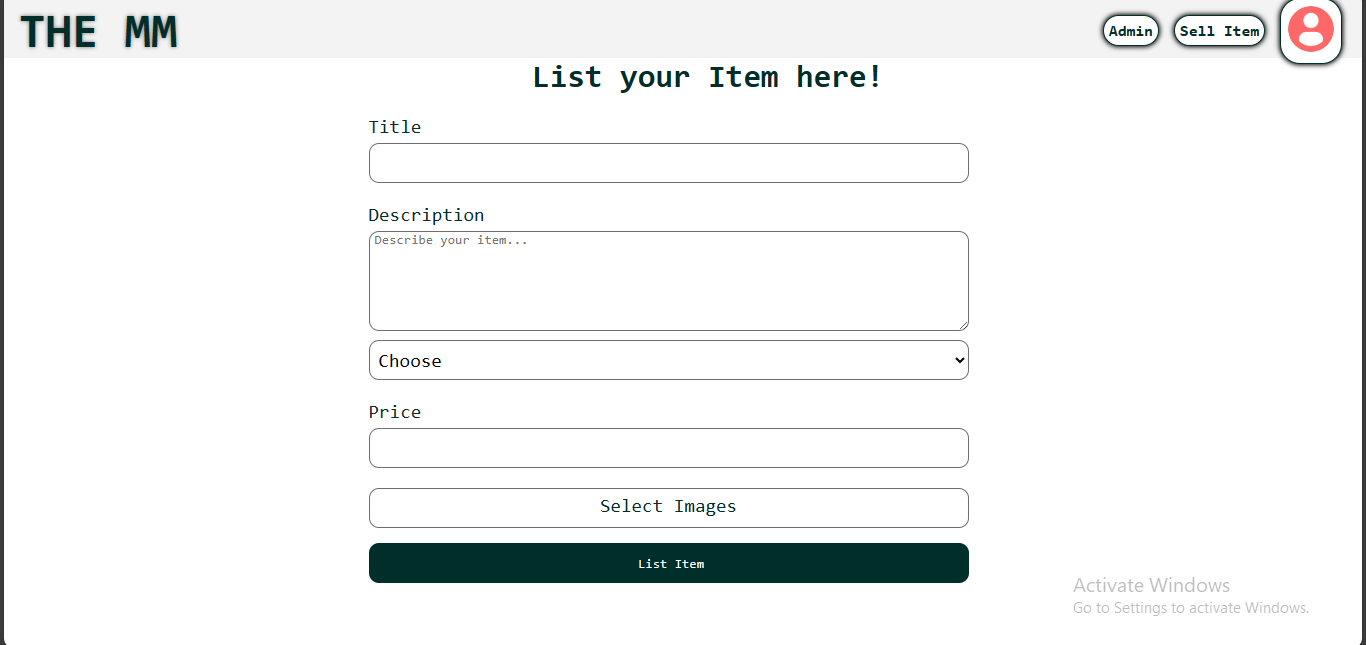 THE MM
Admin
Sell Item
List your Item here!
Title
Description
Describe your item...
Choose
Price
Select Images
List Item
Activate Windows
Go to Settings to activate Windows.